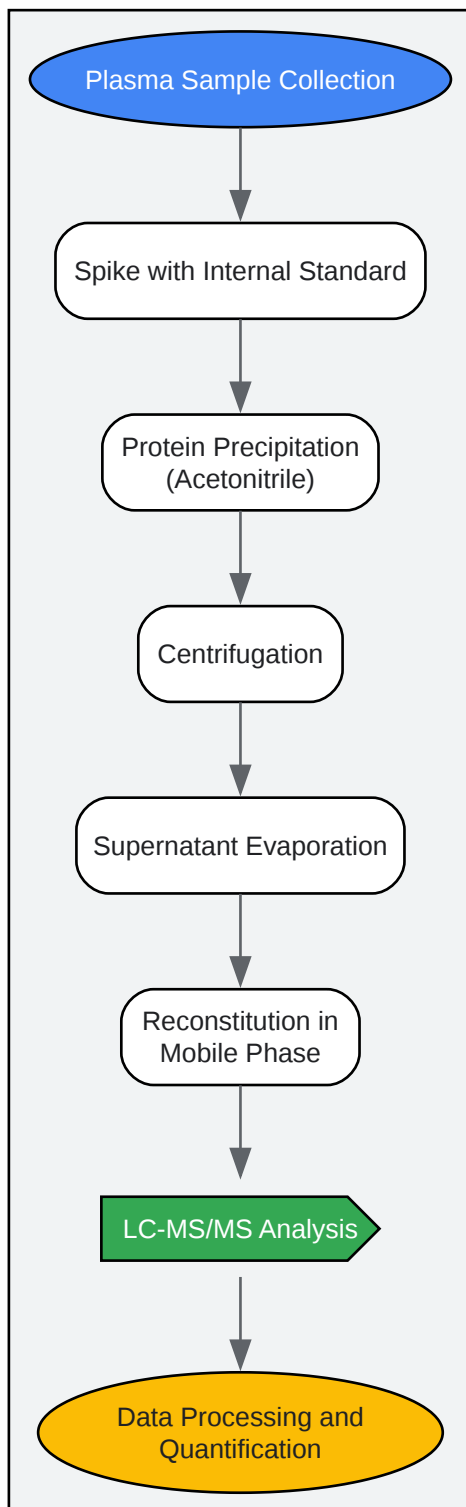 Plasma Sample Collection
Spike with Internal Standard
Protein Precipitation
(Acetonitrile)
Centrifugation
Supernatant Evaporation
Reconstitution in
Mobile Phase
LC-MS/MS Analysis
Data Processing and
Quantification